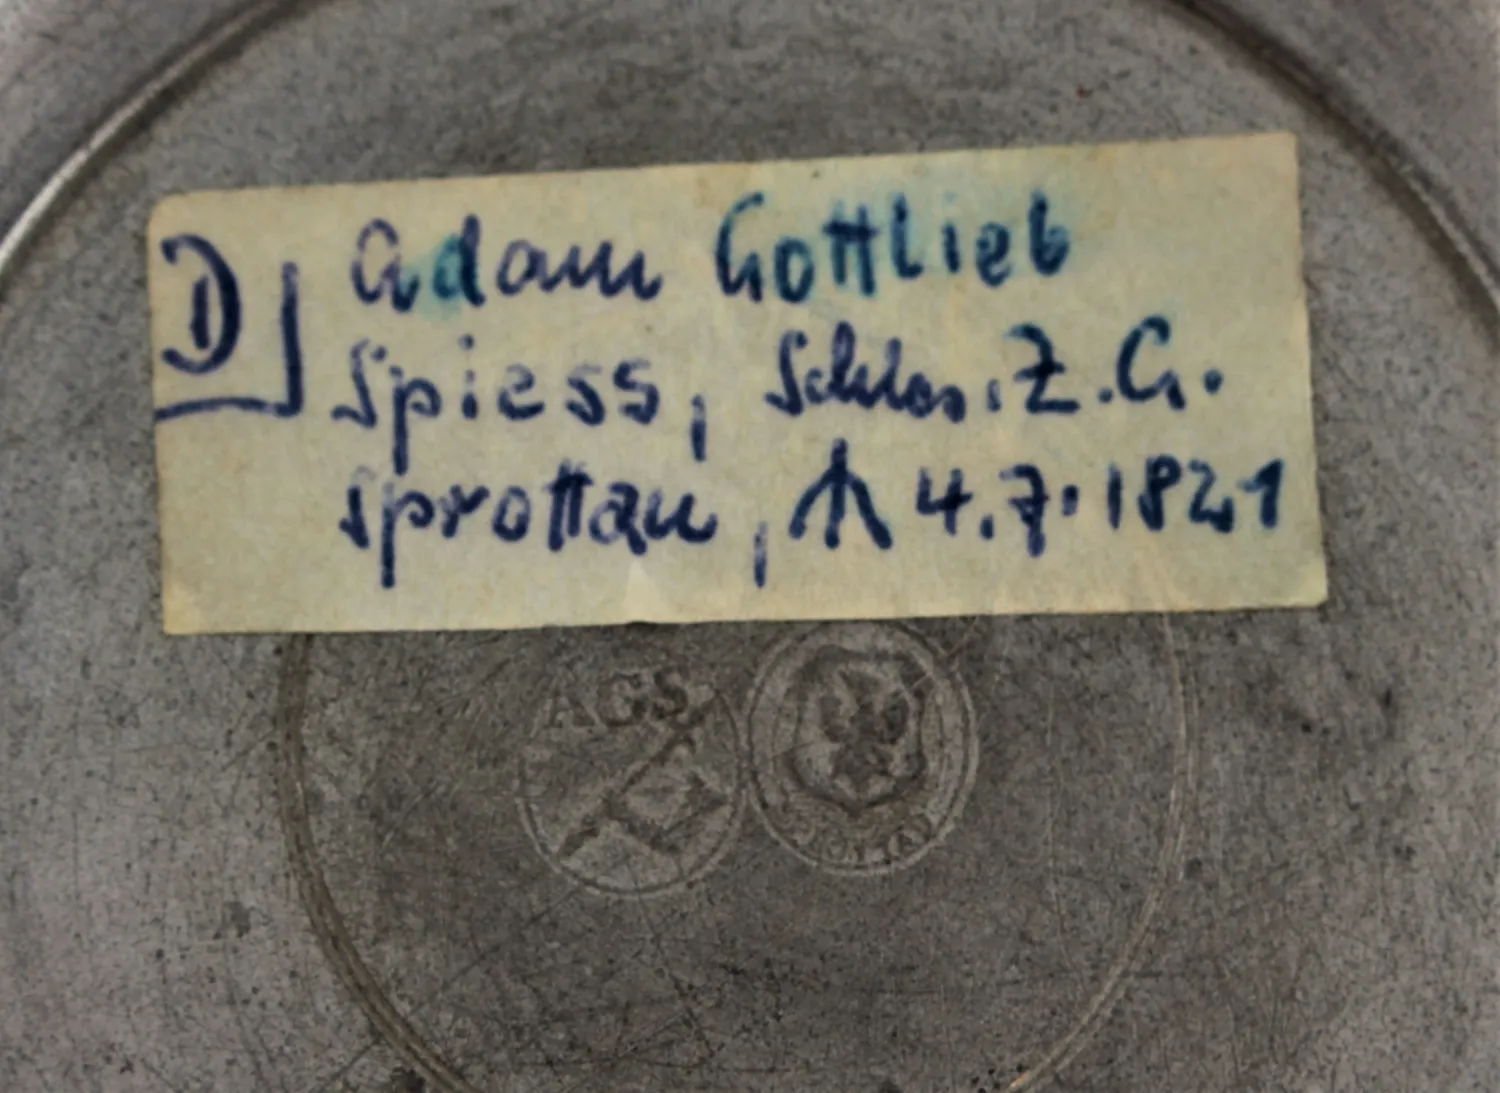 D Adam Gottlieb
Spiess, Schles. Z.G.
Sprottau, ᛏ 4.7.1821
AGS